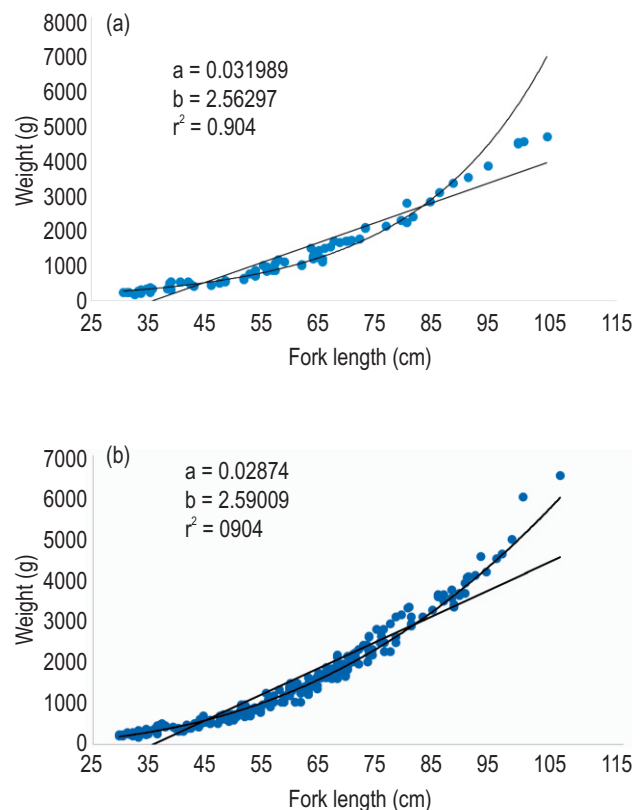 (a)
a = 0.031989
b = 2.56297
r² = 0.904
8000
7000
6000
5000
4000
3000
2000
1000
0
Weight (g)
25 35 45 55 65 75 85 95 105 115
Fork length (cm)
(b)
a = 0.02874
b = 2.59009
r² = 0904
7000
6000
5000
4000
3000
2000
1000
0
Weight (g)
25 35 45 55 65 75 85 95 105 115
Fork length (cm)